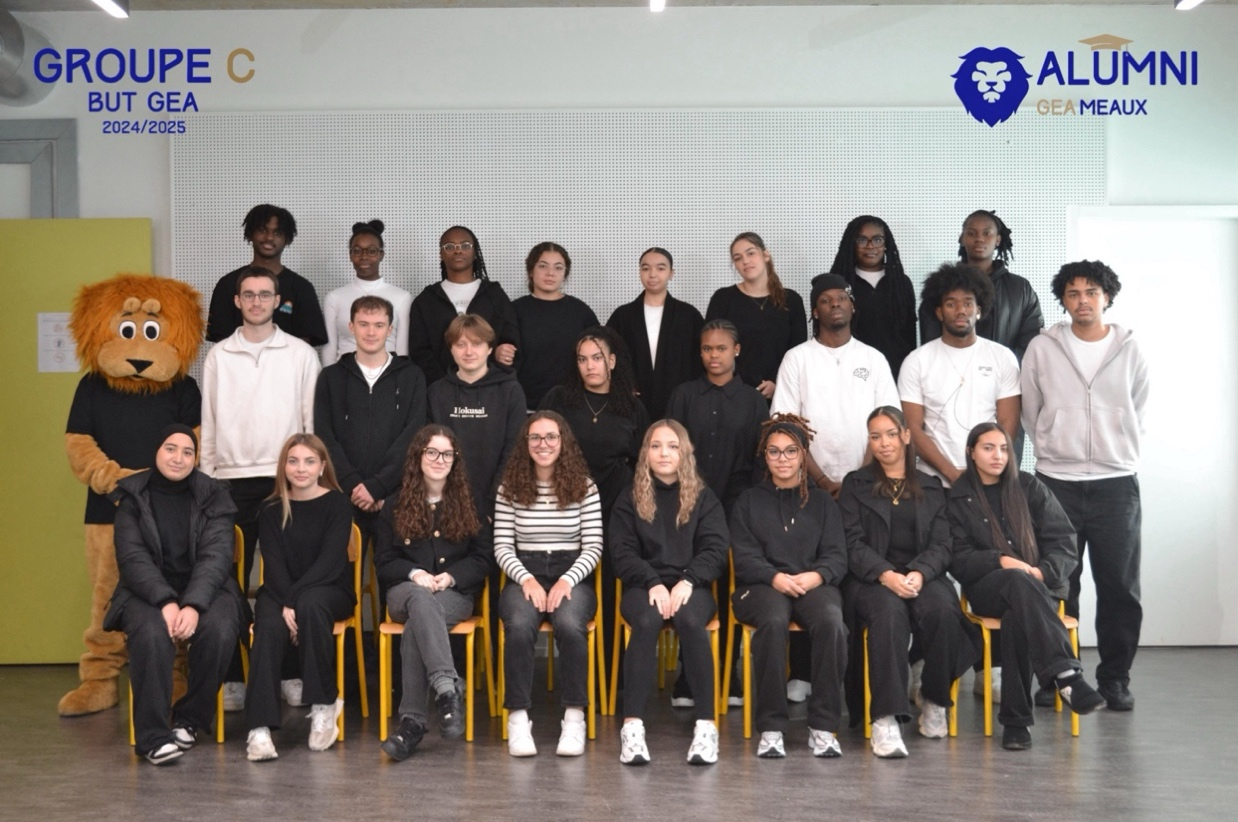 GROUPE C
BUT GEA
2024/2025
ALUMNI
GEA MEAUX
Hokusai